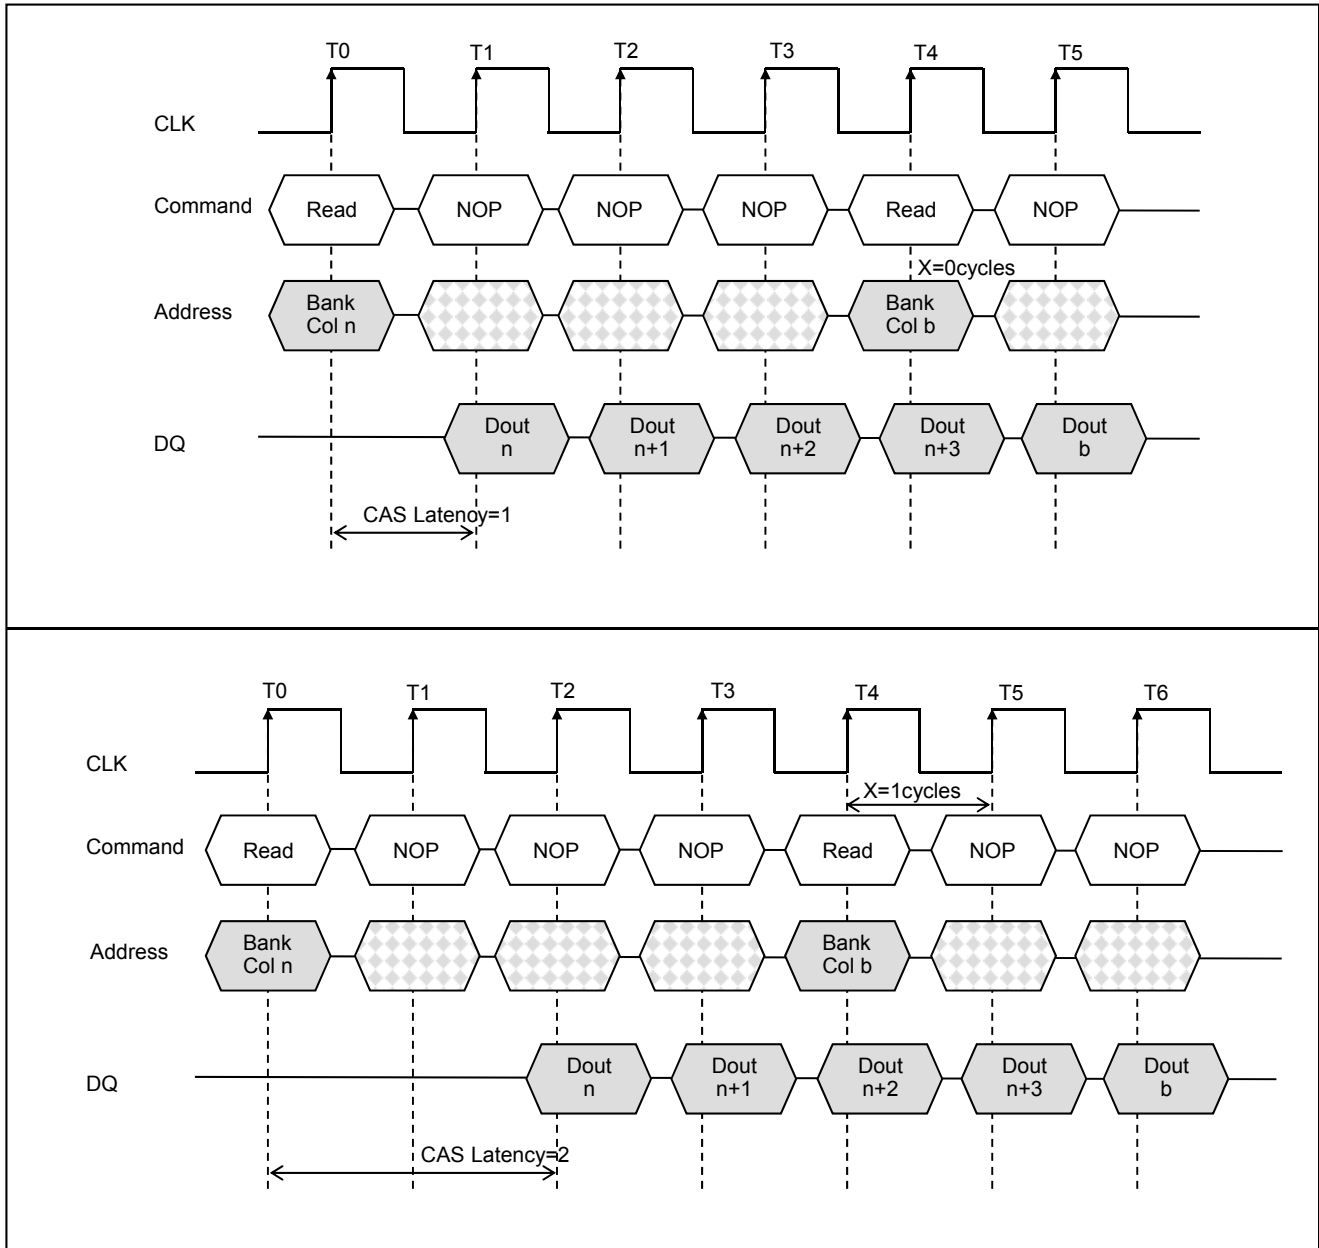 T0 T1 T2 T3 T4 T5
CLK
Command Read NOP NOP NOP Read NOP
X=0cycles
Address Bank Col n Bank Col b
DQ Dout n Dout n+1 Dout n+2 Dout n+3 Dout b
CAS Latency=1
T0 T1 T2 T3 T4 T5 T6
CLK
X=1cycles
Command Read NOP NOP NOP Read NOP NOP
Address Bank Col n Bank Col b
DQ Dout n Dout n+1 Dout n+2 Dout n+3 Dout b
CAS Latency=2